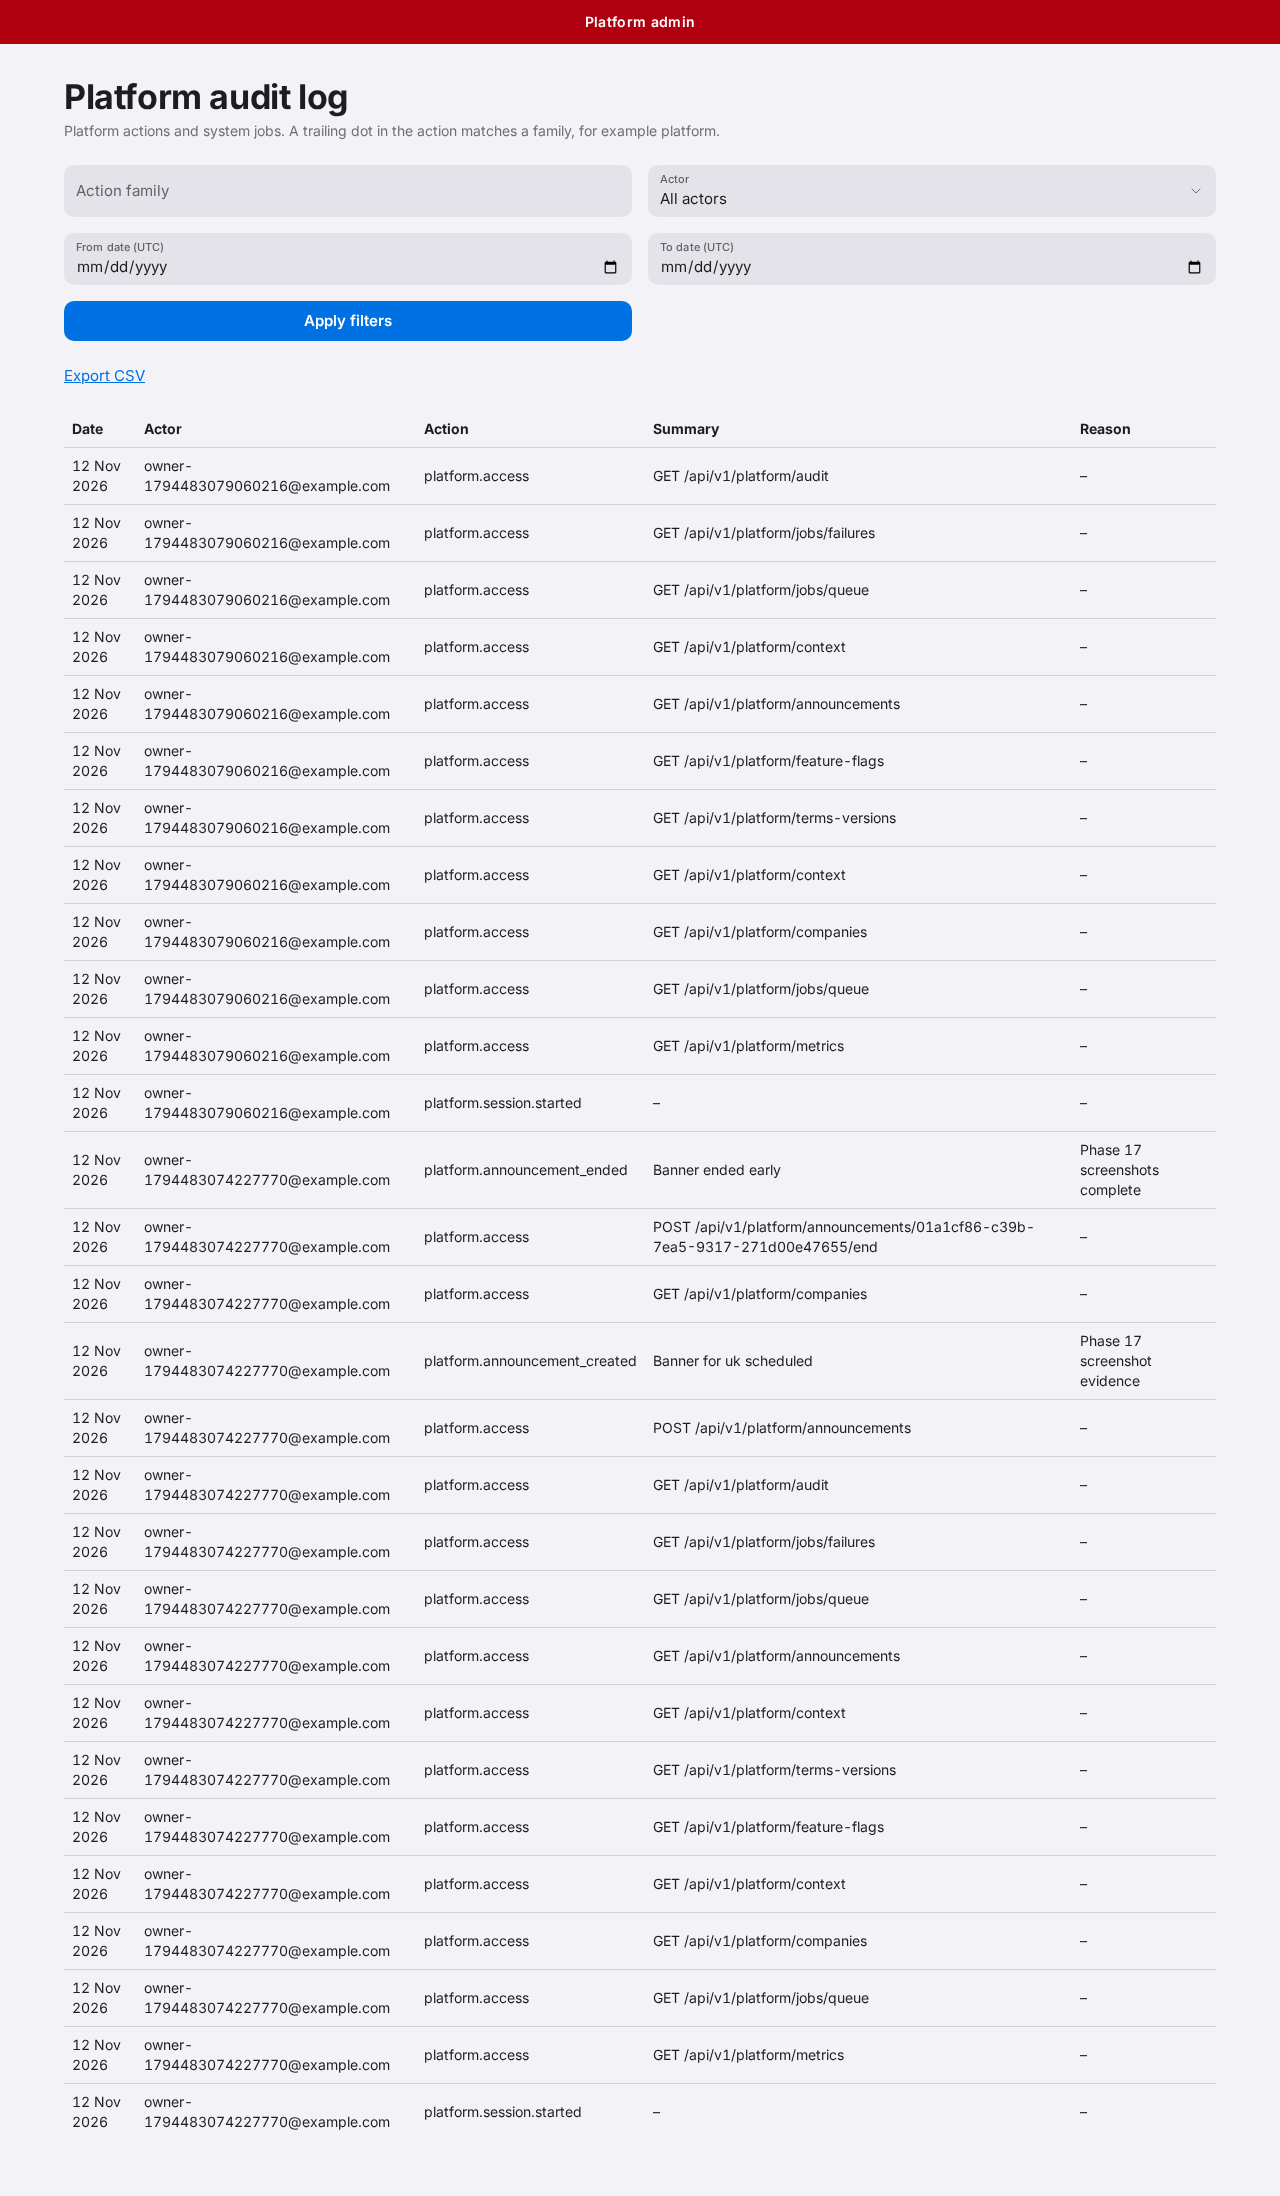 Platform admin
Platform audit log
Platform actions and system jobs. A trailing dot in the action matches a family, for example platform.
Action family
Actor
All actors
From date (UTC)
mm/dd/yyyy
To date (UTC)
mm/dd/yyyy
Apply filters
Export CSV
Date Actor Action Summary Reason
12 Nov 2026 owner-1794483079060216@example.com platform.access GET /api/v1/platform/audit –
12 Nov 2026 owner-1794483079060216@example.com platform.access GET /api/v1/platform/jobs/failures –
12 Nov 2026 owner-1794483079060216@example.com platform.access GET /api/v1/platform/jobs/queue –
12 Nov 2026 owner-1794483079060216@example.com platform.access GET /api/v1/platform/context –
12 Nov 2026 owner-1794483079060216@example.com platform.access GET /api/v1/platform/announcements –
12 Nov 2026 owner-1794483079060216@example.com platform.access GET /api/v1/platform/feature-flags –
12 Nov 2026 owner-1794483079060216@example.com platform.access GET /api/v1/platform/terms-versions –
12 Nov 2026 owner-1794483079060216@example.com platform.access GET /api/v1/platform/context –
12 Nov 2026 owner-1794483079060216@example.com platform.access GET /api/v1/platform/companies –
12 Nov 2026 owner-1794483079060216@example.com platform.access GET /api/v1/platform/jobs/queue –
12 Nov 2026 owner-1794483079060216@example.com platform.access GET /api/v1/platform/metrics –
12 Nov 2026 owner-1794483079060216@example.com platform.session.started – –
12 Nov 2026 owner-1794483074227770@example.com platform.announcement_ended Banner ended early Phase 17 screenshots complete
12 Nov 2026 owner-1794483074227770@example.com platform.access POST /api/v1/platform/announcements/01a1cf86-c39b-7ea5-9317-271d00e47655/end –
12 Nov 2026 owner-1794483074227770@example.com platform.access GET /api/v1/platform/companies –
12 Nov 2026 owner-1794483074227770@example.com platform.announcement_created Banner for uk scheduled Phase 17 screenshot evidence
12 Nov 2026 owner-1794483074227770@example.com platform.access POST /api/v1/platform/announcements –
12 Nov 2026 owner-1794483074227770@example.com platform.access GET /api/v1/platform/audit –
12 Nov 2026 owner-1794483074227770@example.com platform.access GET /api/v1/platform/jobs/failures –
12 Nov 2026 owner-1794483074227770@example.com platform.access GET /api/v1/platform/jobs/queue –
12 Nov 2026 owner-1794483074227770@example.com platform.access GET /api/v1/platform/announcements –
12 Nov 2026 owner-1794483074227770@example.com platform.access GET /api/v1/platform/context –
12 Nov 2026 owner-1794483074227770@example.com platform.access GET /api/v1/platform/terms-versions –
12 Nov 2026 owner-1794483074227770@example.com platform.access GET /api/v1/platform/feature-flags –
12 Nov 2026 owner-1794483074227770@example.com platform.access GET /api/v1/platform/context –
12 Nov 2026 owner-1794483074227770@example.com platform.access GET /api/v1/platform/companies –
12 Nov 2026 owner-1794483074227770@example.com platform.access GET /api/v1/platform/jobs/queue –
12 Nov 2026 owner-1794483074227770@example.com platform.access GET /api/v1/platform/metrics –
12 Nov 2026 owner-1794483074227770@example.com platform.session.started – –